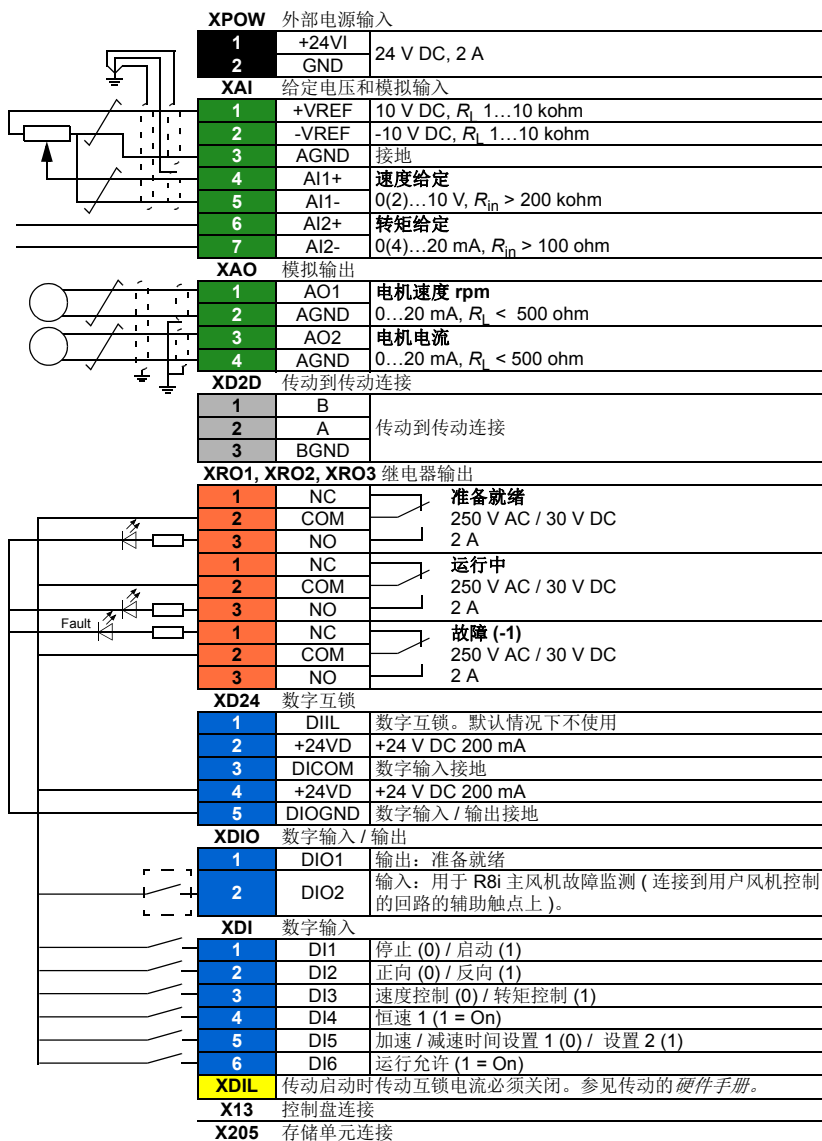 XPOW 外部电源输入
1 +24VI 24 V DC, 2 A
2 GND
XAI 给定电压和模拟输入
1 +VREF 10 V DC, RL 1…10 kohm
2 -VREF -10 V DC, RL 1…10 kohm
3 AGND 接地
4 AI1+ 速度给定
5 AI1- 0(2)…10 V, Rin > 200 kohm
6 AI2+ 转矩给定
7 AI2- 0(4)…20 mA, Rin > 100 ohm
XAO 模拟输出
1 AO1 电机速度 rpm
2 AGND 0…20 mA, RL < 500 ohm
3 AO2 电机电流
4 AGND 0…20 mA, RL < 500 ohm
XD2D 传动到传动连接
1 B
2 A 传动到传动连接
3 BGND
XRO1, XRO2, XRO3 继电器输出
1 NC 准备就绪
2 COM 250 V AC / 30 V DC
3 NO 2 A
1 NC 运行中
2 COM 250 V AC / 30 V DC
3 NO 2 A
Fault 1 NC 故障 (-1)
2 COM 250 V AC / 30 V DC
3 NO 2 A
XD24 数字互锁
1 DIIL 数字互锁。默认情况下不使用
2 +24VD +24 V DC 200 mA
3 DICOM 数字输入接地
4 +24VD +24 V DC 200 mA
5 DIOGND 数字输入 / 输出接地
XDIO 数字输入 / 输出
1 DIO1 输出：准备就绪
2 DIO2 输入：用于 R8i 主风机故障监测 ( 连接到用户风机控制
的回路的辅助触点上 )。
XDI 数字输入
1 DI1 停止 (0) / 启动 (1)
2 DI2 正向 (0) / 反向 (1)
3 DI3 速度控制 (0) / 转矩控制 (1)
4 DI4 恒速 1 (1 = On)
5 DI5 加速 / 减速时间设置 1 (0) / 设置 2 (1)
6 DI6 运行允许 (1 = On)
XDIL 传动启动时传动互锁电流必须关闭。参见传动的硬件手册。
X13 控制盘连接
X205 存储单元连接